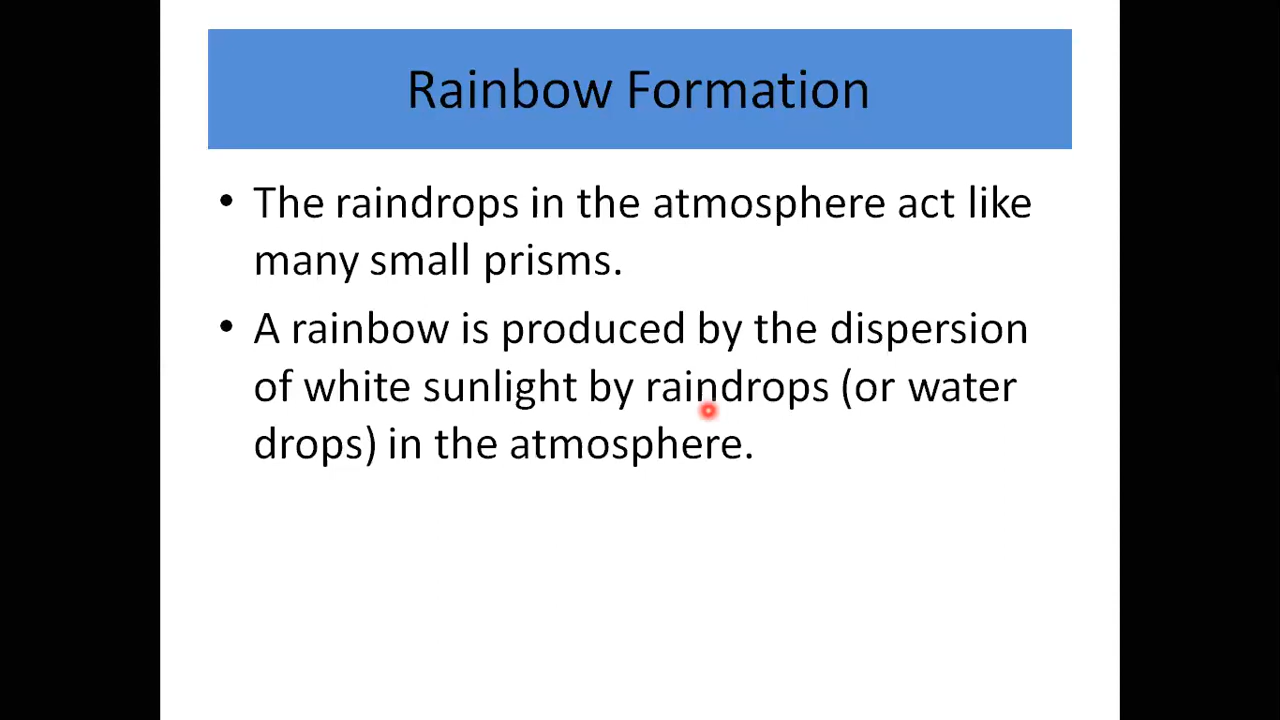 Rainbow Formation
• The raindrops in the atmosphere act like
many small prisms.
• A rainbow is produced by the dispersion
of white sunlight by raindrops (or water
drops) in the atmosphere.